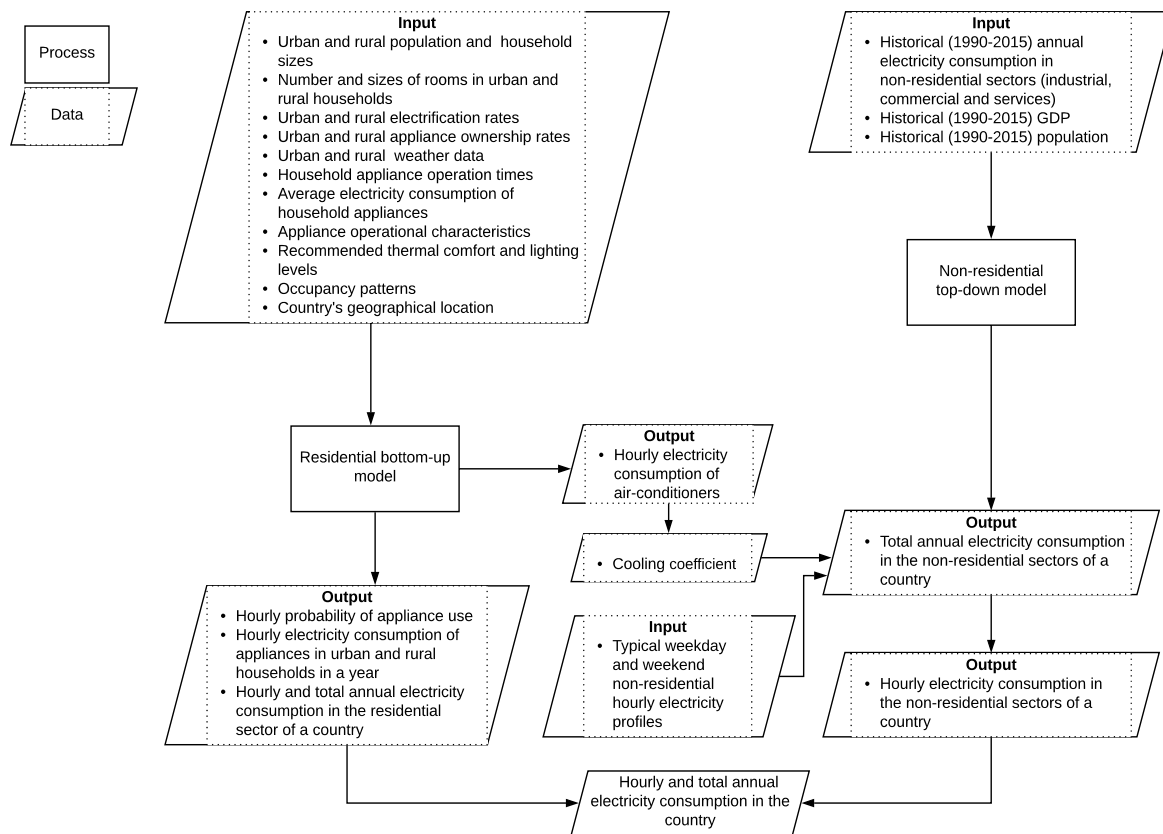 Process
Data
Input
• Urban and rural population and household
sizes
• Number and sizes of rooms in urban and
rural households
• Urban and rural electrification rates
• Urban and rural appliance ownership rates
• Urban and rural weather data
• Household appliance operation times
• Average electricity consumption of
household appliances
• Appliance operational characteristics
• Recommended thermal comfort and lighting
levels
• Occupancy patterns
• Country's geographical location
Input
• Historical (1990-2015) annual
electricity consumption in
non-residential sectors (industrial,
commercial and services)
• Historical (1990-2015) GDP
• Historical (1990-2015) population
Non-residential
top-down model
Residential bottom-up
model
Output
• Hourly electricity
consumption of
air-conditioners
• Cooling coefficient
Output
• Total annual electricity consumption
in the non-residential sectors of a
country
Output
• Hourly probability of appliance use
• Hourly electricity consumption of
appliances in urban and rural
households in a year
• Hourly and total annual electricity
consumption in the residential
sector of a country
Input
• Typical weekday
and weekend
non-residential
hourly electricity
profiles
Output
• Hourly electricity consumption in
the non-residential sectors of a
country
Hourly and total annual
electricity consumption in the
country